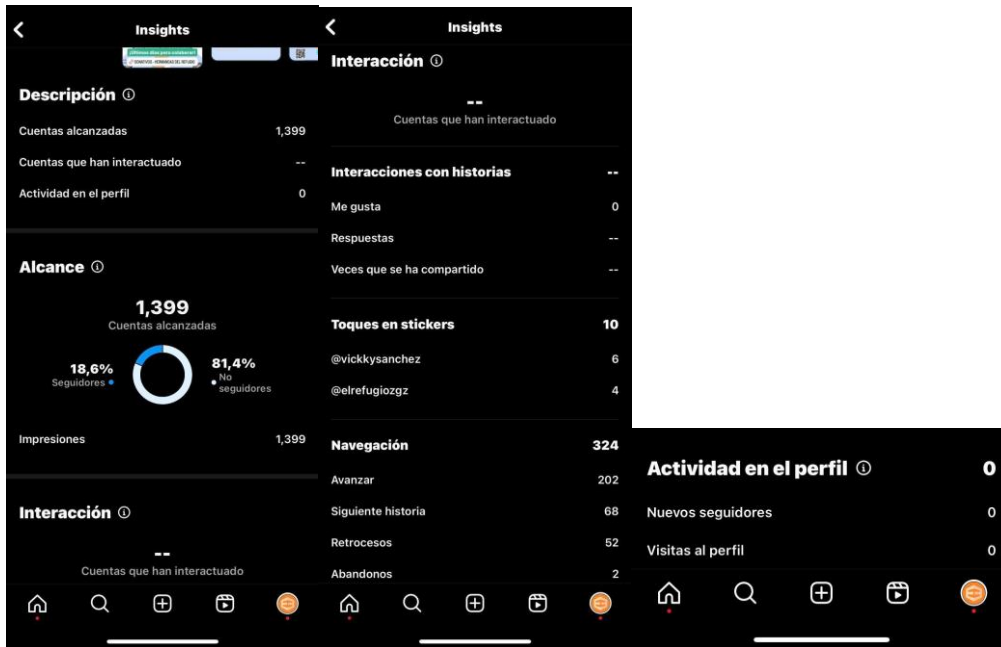 Insights
¡Últimos días para colaborar!
Descripción
Cuentas alcanzadas 1,399
Cuentas que han interactuado --
Actividad en el perfil 0
Alcance
1,399
Cuentas alcanzadas
18,6%
Seguidores
81,4%
No
seguidores
Impresiones 1,399
Interacción
--
Cuentas que han interactuado
Insights
Interacción
--
Cuentas que han interactuado
Interacciones con historias --
Me gusta 0
Respuestas --
Veces que se ha compartido --
Toques en stickers 10
@vickkysanchez 6
@elrefugiozgz 4
Navegación 324
Avanzar 202
Siguiente historia 68
Retrocesos 52
Abandonos 2
Actividad en el perfil 0
Nuevos seguidores 0
Visitas al perfil 0